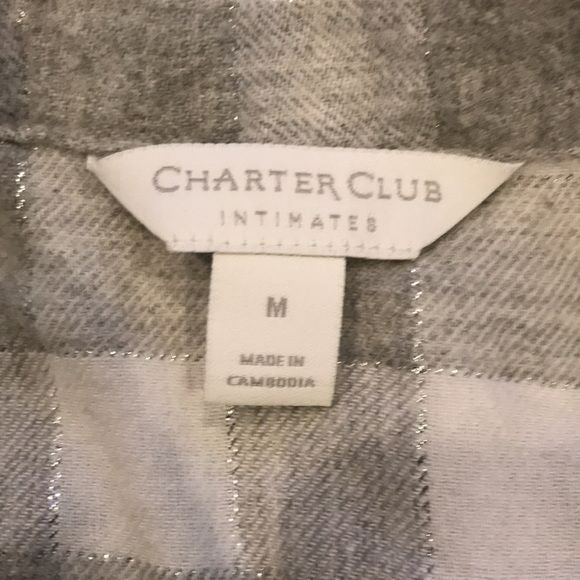 CHARTER CLUB
INTIMATES
M
MADE IN
CAMBODIA